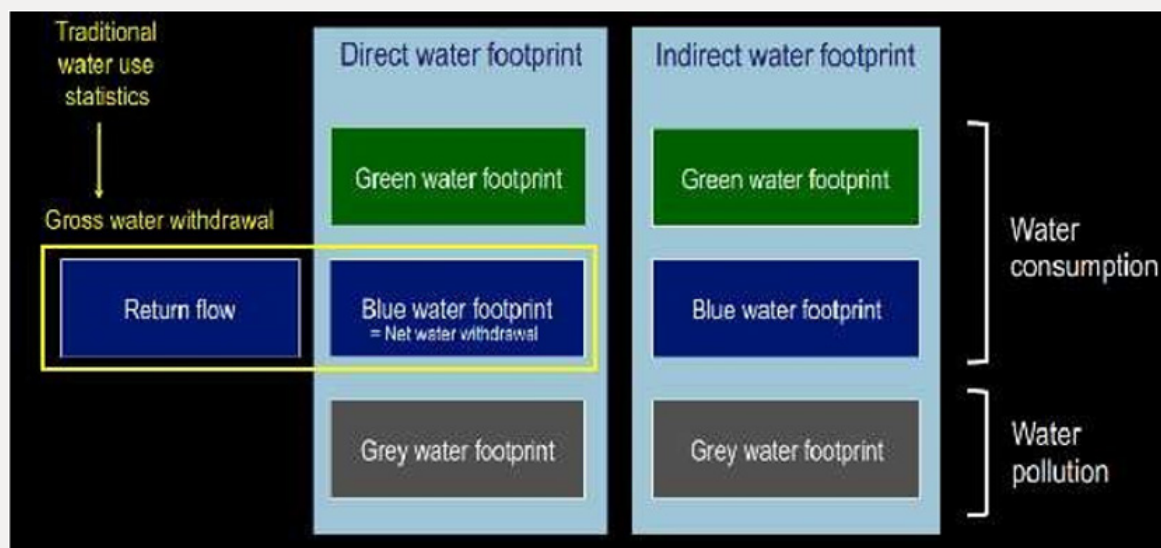 Traditional
water use
statistics
Gross water withdrawal
Return flow
Direct water footprint
Green water footprint
Blue water footprint
= Net water withdrawal
Grey water footprint
Indirect water footprint
Green water footprint
Blue water footprint
Grey water footprint
Water
consumption
Water
pollution